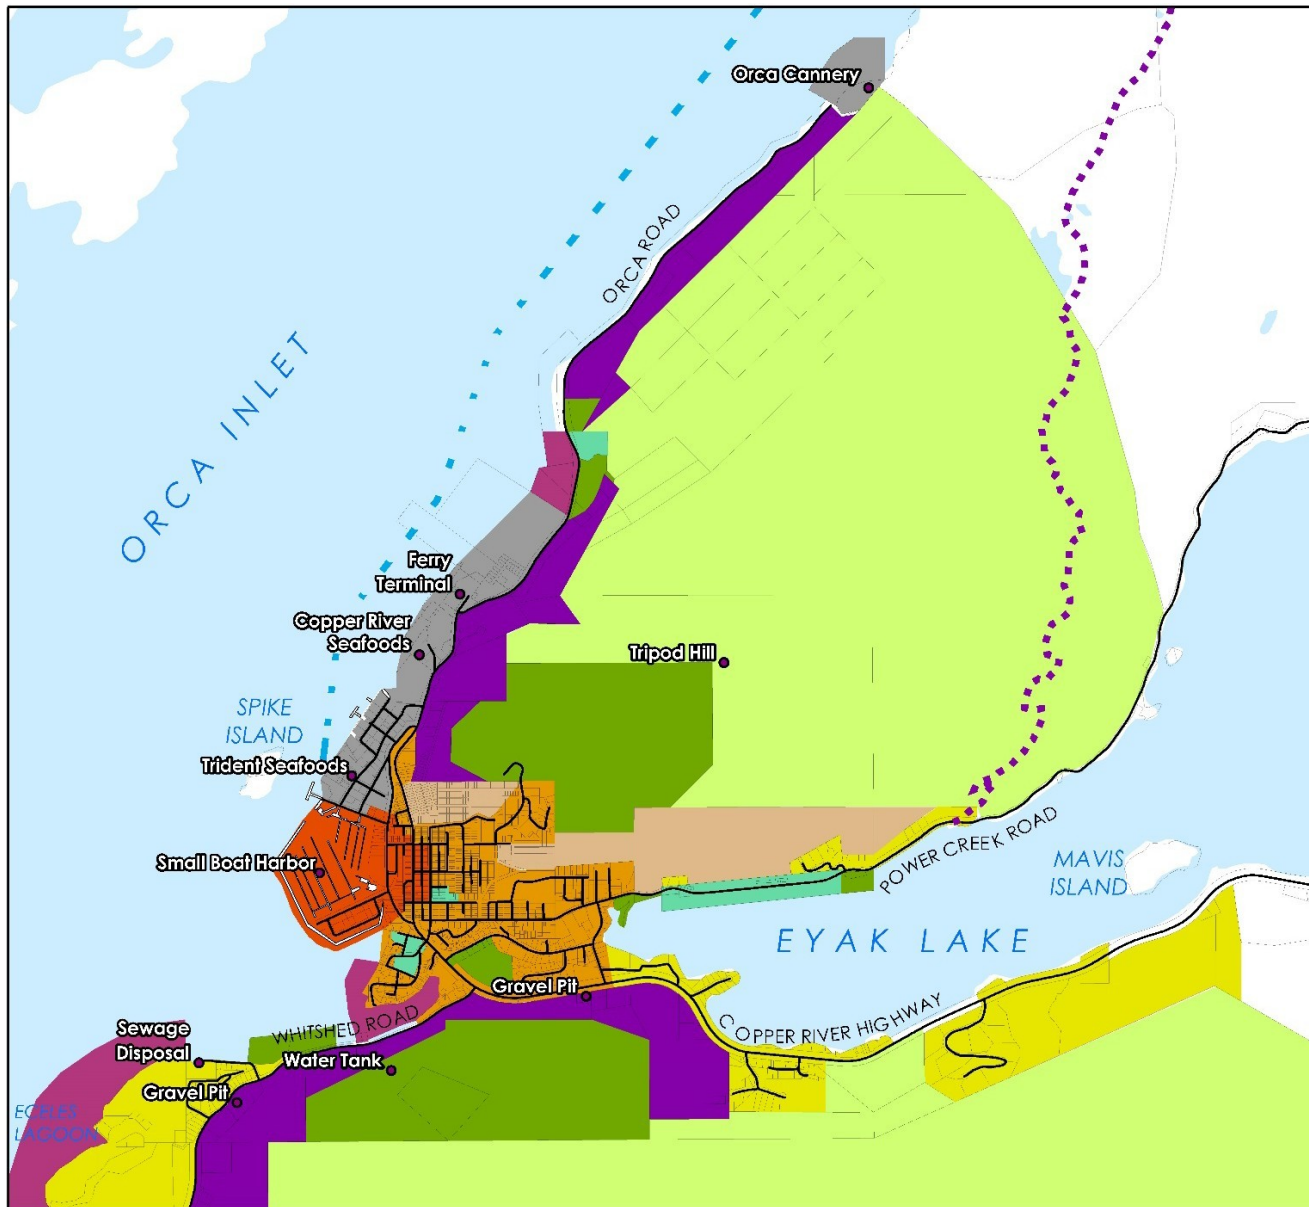 Orca Cannery
ORCA ROAD
ORCA INLET
Ferry
Terminal
Copper River
Seafoods
Tripod Hill
SPIKE
ISLAND
Trident Seafoods
POWER CREEK ROAD
MAVIS
ISLAND
Small Boat Harbor
EYAK LAKE
Gravel Pit
COPPER RIVER HIGHWAY
WHITSHED ROAD
Sewage
Disposal
Water Tank
Gravel Pit
ECELES
LAGOON